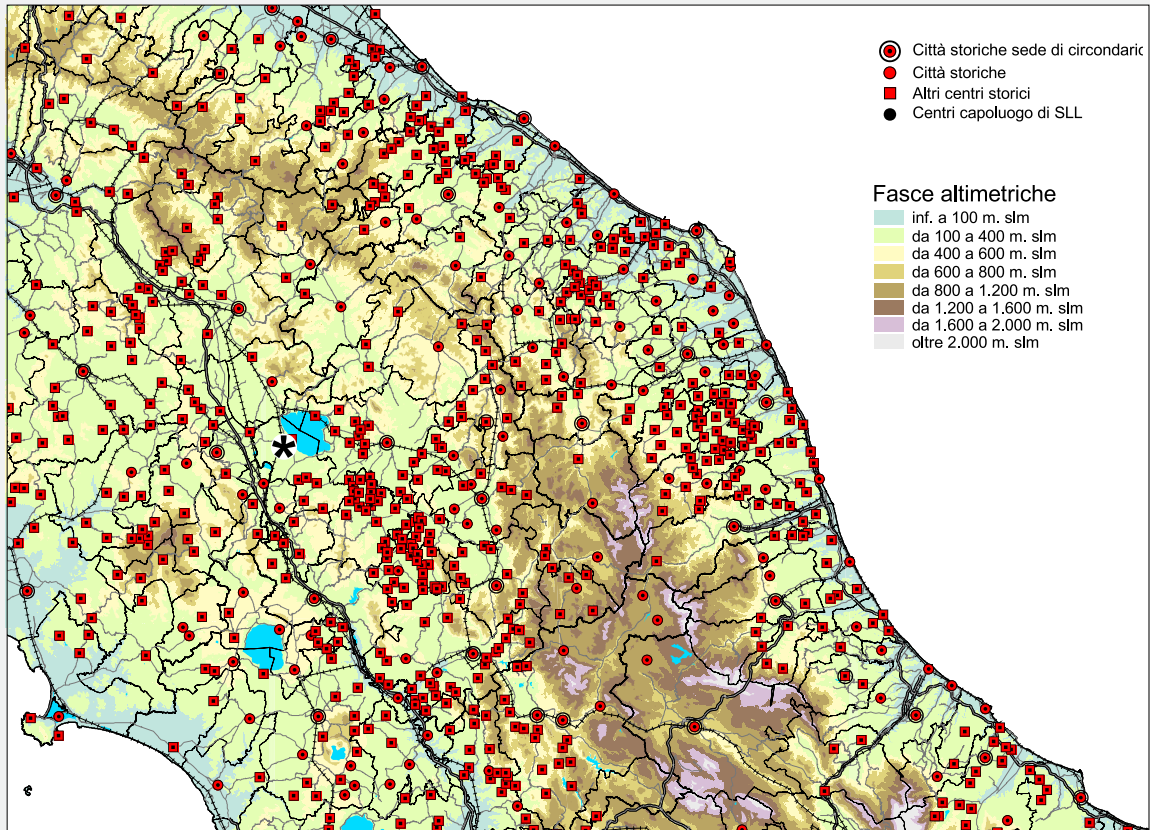 Città storiche sede di circondaric
Città storiche
Altri centri storici
Centri capoluogo di SLL
Fasce altimetriche
inf. a 100 m. slm
da 100 a 400 m. slm
da 400 a 600 m. slm
da 600 a 800 m. slm
da 800 a 1.200 m. slm
da 1.200 a 1.600 m. slm
da 1.600 a 2.000 m. slm
oltre 2.000 m. slm
*